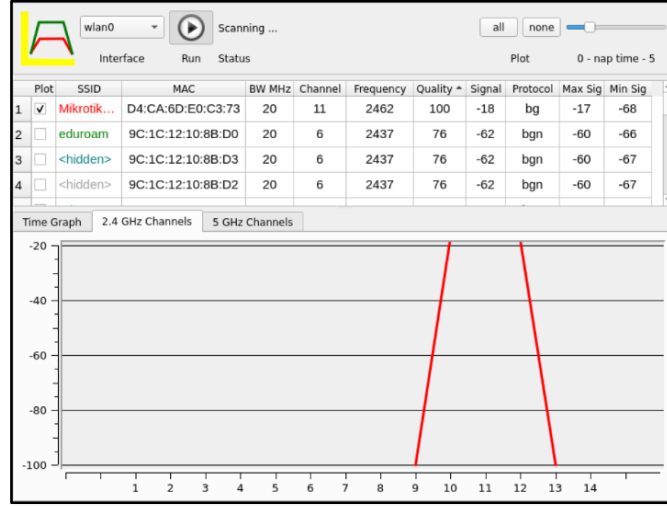 wlan0 Scanning ... all none
Interface Run Status Plot 0 - nap time - 5
Plot SSID MAC BW MHz Channel Frequency Quality Signal Protocol Max Sig Min Sig
1 Mikrotik... D4:CA:6D:E0:C3:73 20 11 2462 100 -18 bg -17 -68
2 eduroam 9C:1C:12:10:8B:D0 20 6 2437 76 -62 bgn -60 -66
3 <hidden> 9C:1C:12:10:8B:D3 20 6 2437 76 -62 bgn -60 -67
4 <hidden> 9C:1C:12:10:8B:D2 20 6 2437 76 -62 bgn -60 -67
Time Graph 2.4 GHz Channels 5 GHz Channels
-20
-40
-60
-80
-100
1 2 3 4 5 6 7 8 9 10 11 12 13 14